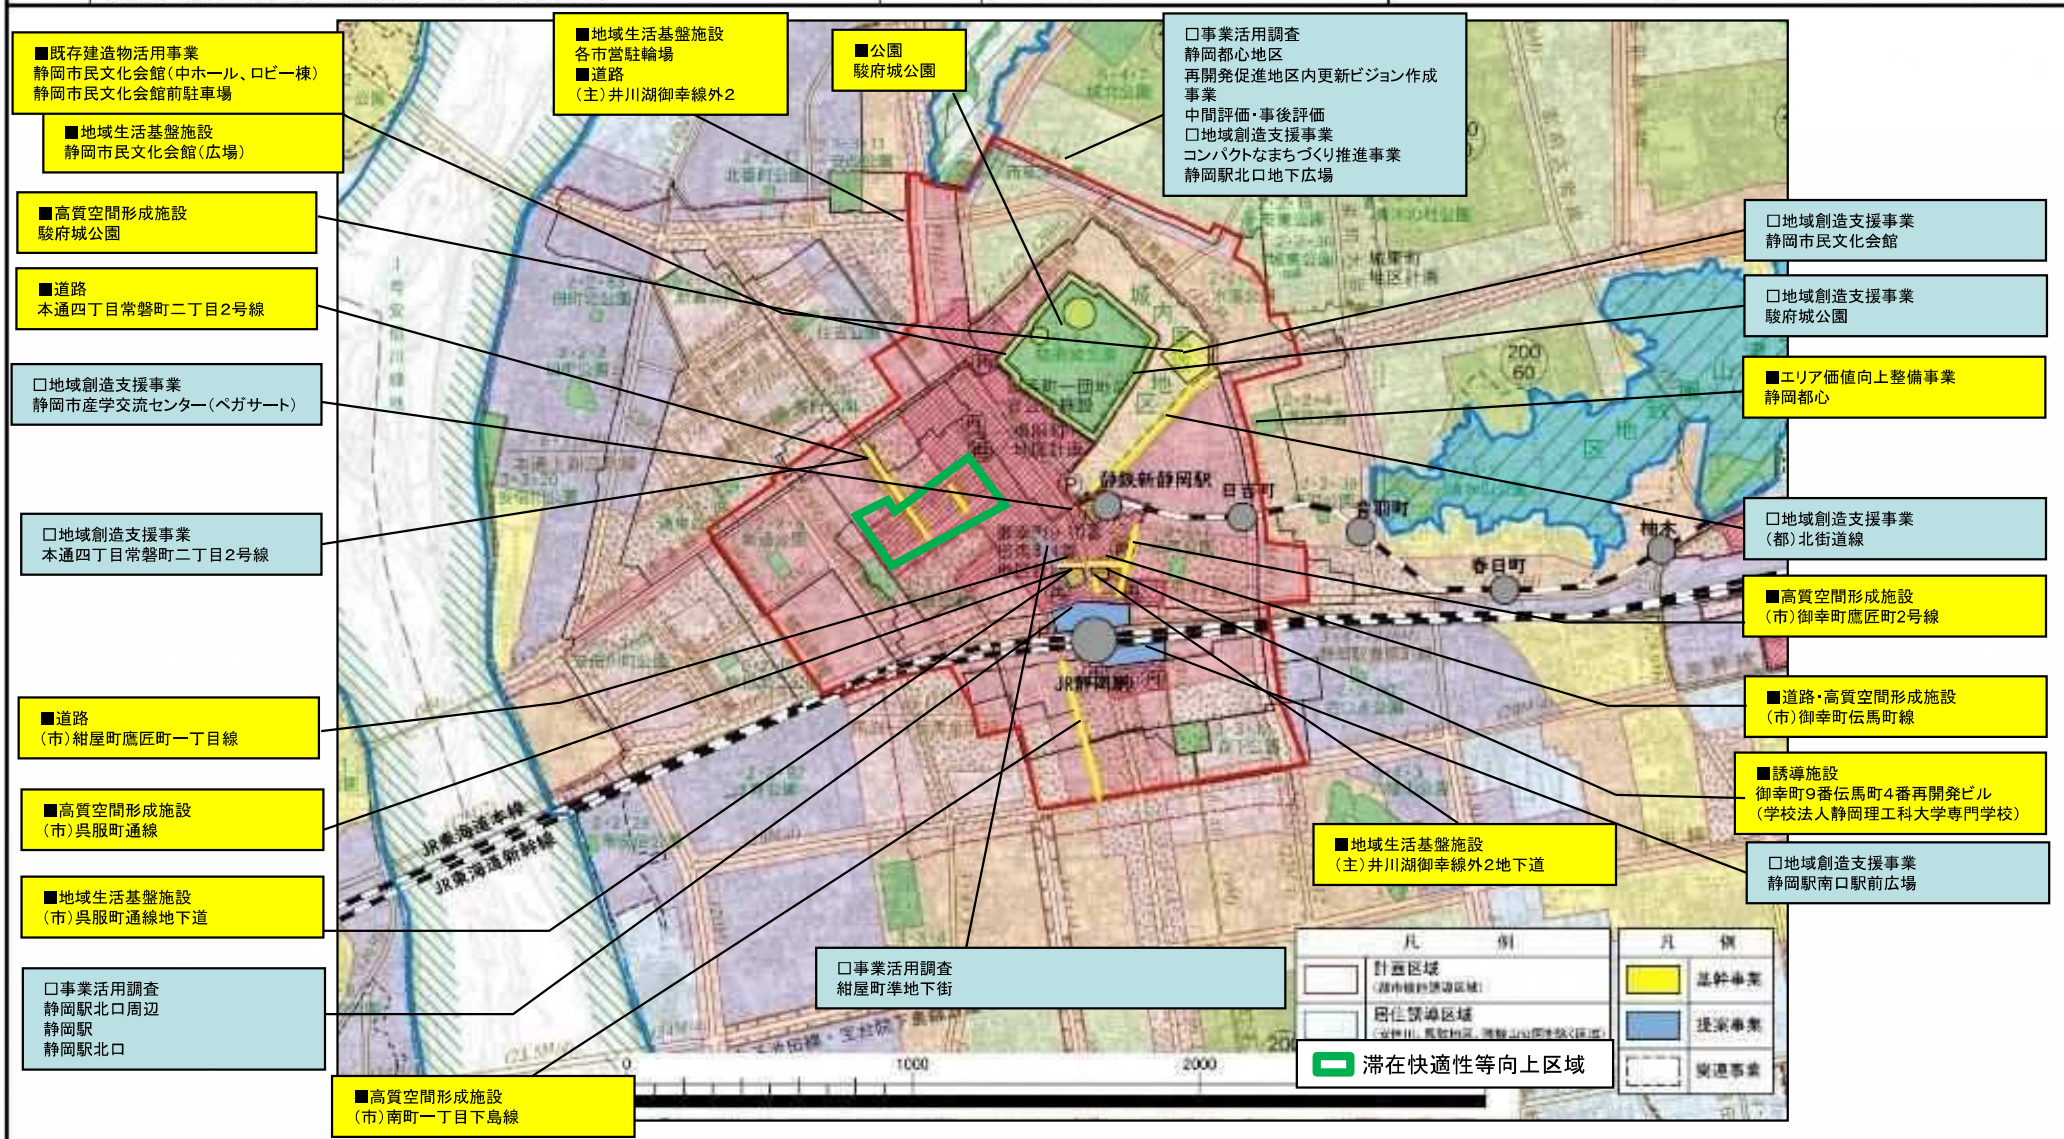 ■既存建造物活用事業
静岡市民文化会館(中ホール、ロビー棟)
静岡市民文化会館前駐車場
■地域生活基盤施設
静岡市民文化会館(広場)
■高質空間形成施設
駿府城公園
■道路
本通四丁目常磐町二丁目2号線
□地域創造支援事業
静岡市産学交流センター(ペガサート)
□地域創造支援事業
本通四丁目常磐町二丁目2号線
■道路
(市)紺屋町鷹匠町一丁目線
■高質空間形成施設
(市)呉服町通線
■地域生活基盤施設
(市)呉服町通線地下道
□事業活用調査
静岡駅北口周辺
静岡駅
静岡駅北口
■高質空間形成施設
(市)南町一丁目下島線
■地域生活基盤施設
各市営駐輪場
■道路
(主)井川湖御幸線外2
■公園
駿府城公園
□事業活用調査
静岡都心地区
再開発促進地区内更新ビジョン作成
事業
中間評価・事後評価
□地域創造支援事業
コンパクトなまちづくり推進事業
静岡駅北口地下広場
□地域創造支援事業
静岡市民文化会館
□地域創造支援事業
駿府城公園
■エリア価値向上整備事業
静岡都心
□地域創造支援事業
(都)北街道線
■高質空間形成施設
(市)御幸町鷹匠町2号線
■道路・高質空間形成施設
(市)御幸町伝馬町線
■誘導施設
御幸町9番伝馬町4番再開発ビル
(学校法人静岡理工科大学専門学校)
□地域創造支援事業
静岡駅南口駅前広場
■地域生活基盤施設
(主)井川湖御幸線外2地下道
□事業活用調査
紺屋町準地下街
城内
地区
静鉄新静岡駅
日吉町
音羽町
春日町
柚木
JR静岡駅
JR東海道本線
JR東海道新幹線
200
60
0
1000
2000
凡 例
計画区域
(都市機能誘導区域)
居住誘導区域
滞在快適性等向上区域
凡 例
基幹事業
提案事業
関連事業